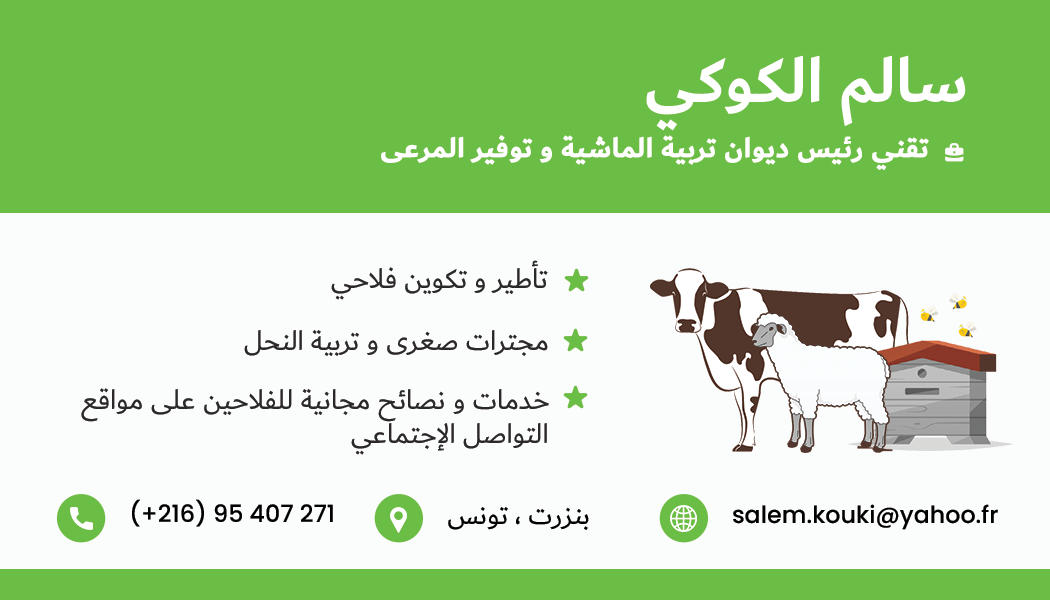 سالم الكوكي
تقني رئيس ديوان تربية الماشية و توفير المرعى
تأطير و تكوين فلاحي
مجترات صغرى و تربية النحل
خدمات و نصائح مجانية للفلاحين على مواقع
التواصل الإجتماعي
salem.kouki@yahoo.fr
بنزرت ، تونس
(+216) 95 407 271